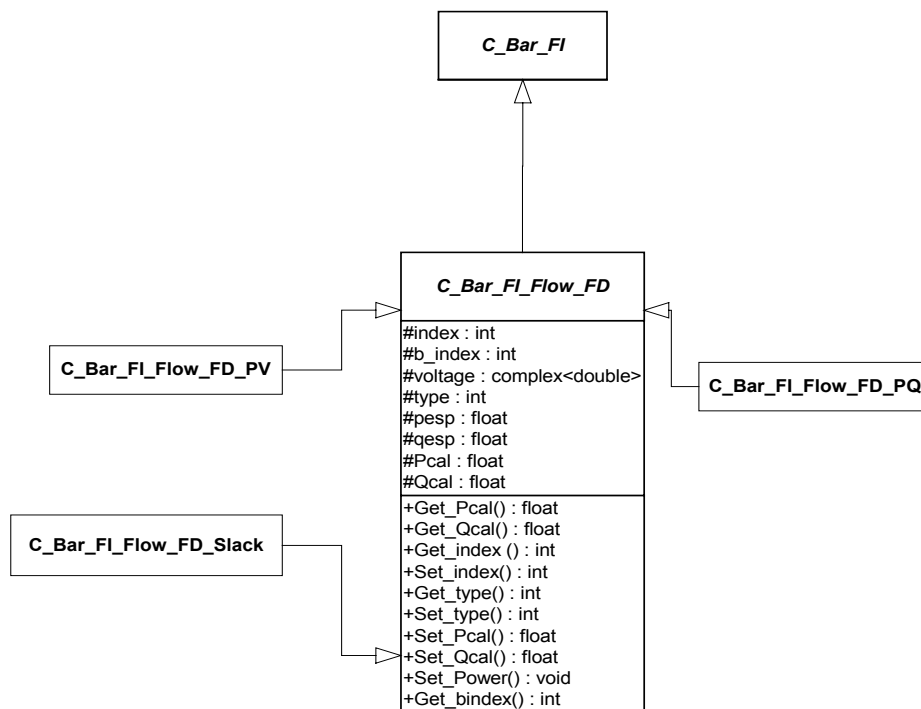 C_Bar_FI
C_Bar_FI_Flow_FD
#index : int
#b_index : int
#voltage : complex<double>
#type : int
#pesp : float
#qesp : float
#Pcal : float
#Qcal : float
+Get_Pcal() : float
+Get_Qcal() : float
+Get_index () : int
+Set_index() : int
+Get_type() : int
+Set_type() : int
+Set_Pcal() : float
+Set_Qcal() : float
+Set_Power() : void
+Get_bindex() : int
C_Bar_FI_Flow_FD_PV
C_Bar_FI_Flow_FD_Slack
C_Bar_FI_Flow_FD_PQ